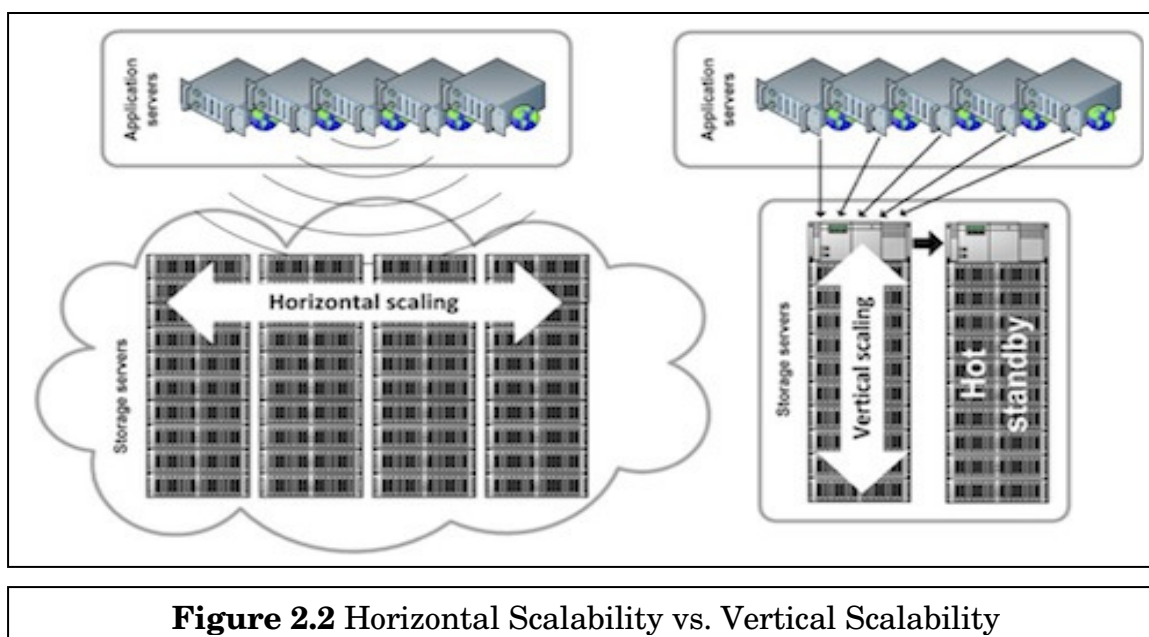 Application
servers
Horizontal scaling
Storage servers
Application
servers
Storage servers
Vertical scaling
Hot
standby
Figure 2.2 Horizontal Scalability vs. Vertical Scalability